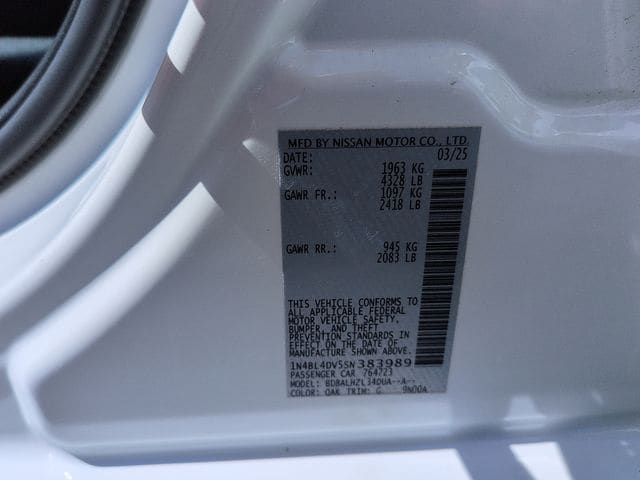 MFD BY NISSAN MOTOR CO., LTD.
DATE: 03/25
GVWR: 1963 KG
4328 LB
GAWR FR.: 1097 KG
2418 LB
GAWR RR.: 945 KG
2083 LB
THIS VEHICLE CONFORMS TO
ALL APPLICABLE FEDERAL
MOTOR VEHICLE SAFETY,
BUMPER, AND THEFT
PREVENTION STANDARDS IN
EFFECT ON THE DATE OF
MANUFACTURE SHOWN ABOVE.
1N4BL4DV5SN383989
PASSENGER CAR 764723
MODEL: BDBALHZL34DUA--A--
COLOR: QAK TRIM: G